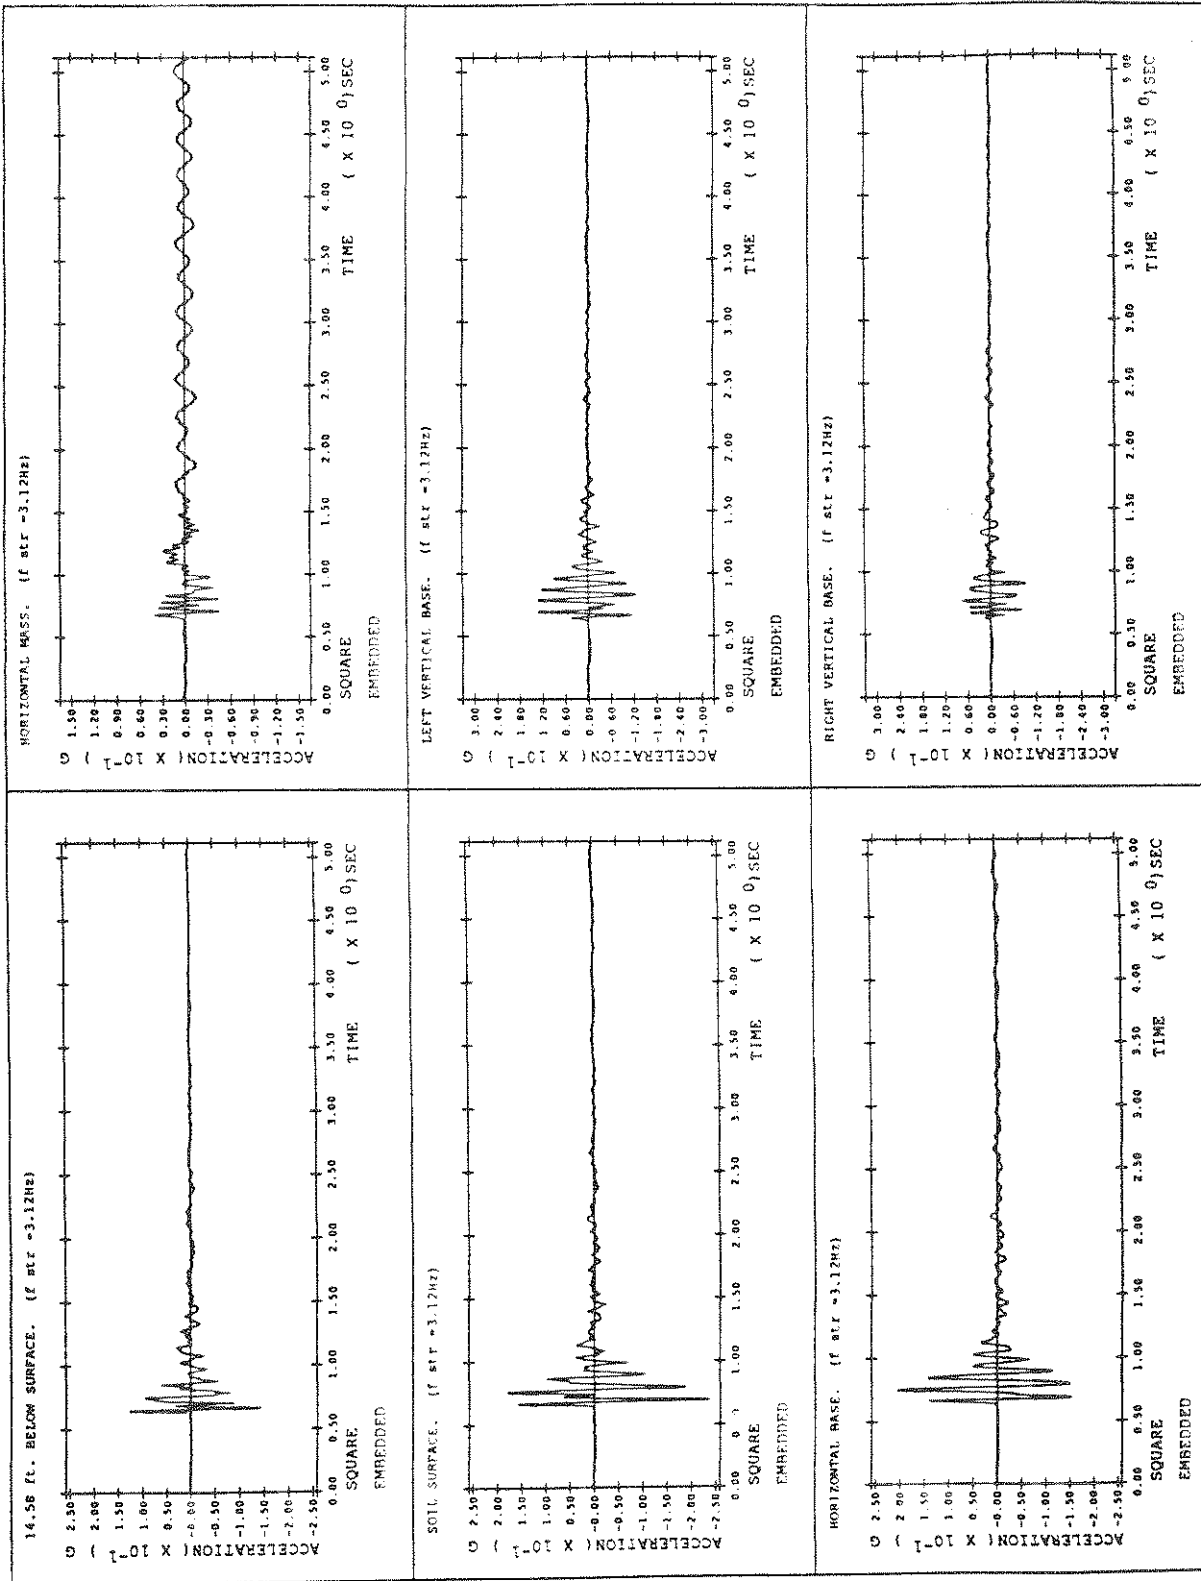 HORIZONTAL MASS. (f str =3.12Hz)
ACCELERATION( X 10-1 ) G
1.50
1.20
0.90
0.60
0.30
0.00
-0.30
-0.60
-0.90
-1.20
-1.50
0.00 0.50 1.00 1.50 2.00 2.50 3.00 3.50 4.00 4.50 5.00
SQUARE TIME ( X 10 0)SEC
EMBEDDED
LEFT VERTICAL BASE. (f str =3.12Hz)
ACCELERATION( X 10-1 ) G
3.00
2.40
1.80
1 20
0.60
0.00
-0.60
-1.20
-1.80
-2.40
-3.00
0.00 0.50 1.00 1.50 2.00 2.50 3.00 3.50 4.00 4.50 5.00
SQUARE TIME ( X 10 0)SEC
EMBEDDED
RIGHT VERTICAL BASE. (f str =3.12Hz)
ACCELERATION( X 10-1 ) G
3.00
2.40
1.80
1.20
0.60
0.00
-0.60
-1.20
-1.80
-2.40
-3.00
0.00 0.50 1.00 1.50 2.00 2.50 3.00 3.50 4.00 4.50 5 00
SQUARE TIME ( X 10 0)SEC
EMBEDDED
14.58 ft. BELOW SURFACE. (f str =3.12Hz)
ACCELERATION( X 10-1 ) G
2.50
2.00
1.50
1.00
0.50
-0.00
-0.50
-1.00
-1.50
-2.00
-2.50
0.00 0.50 1.00 1.50 2.00 2.50 3.00 3.50 4.00 4.50 5.00
SQUARE TIME ( X 10 0)SEC
EMBEDDED
SOIL SURFACE. (f str =3.12Hz)
ACCELERATION( X 10-1 ) G
2.50
2.00
1.50
1.00
0.50
-0.00
-0.50
-1.00
-1.50
-2.00
-2.50
0.00 1.00 1.50 2.00 2.50 3.00 3.50 4.00 4.50 5.00
SQUARE TIME ( X 10 0)SEC
EMBEDDED
HORIZONTAL BASE. (f str =3.12Hz)
ACCELERATION( X 10-1 ) G
2.50
2 00
1.50
1.00
0.50
-0.00
-0.50
-1.00
-1.50
-2.00
-2.50
0.00 0.50 1.00 1.50 2.00 2.50 3.00 3.50 4.00 4.50 5.00
SQUARE TIME ( X 10 0)SEC
EMBEDDED